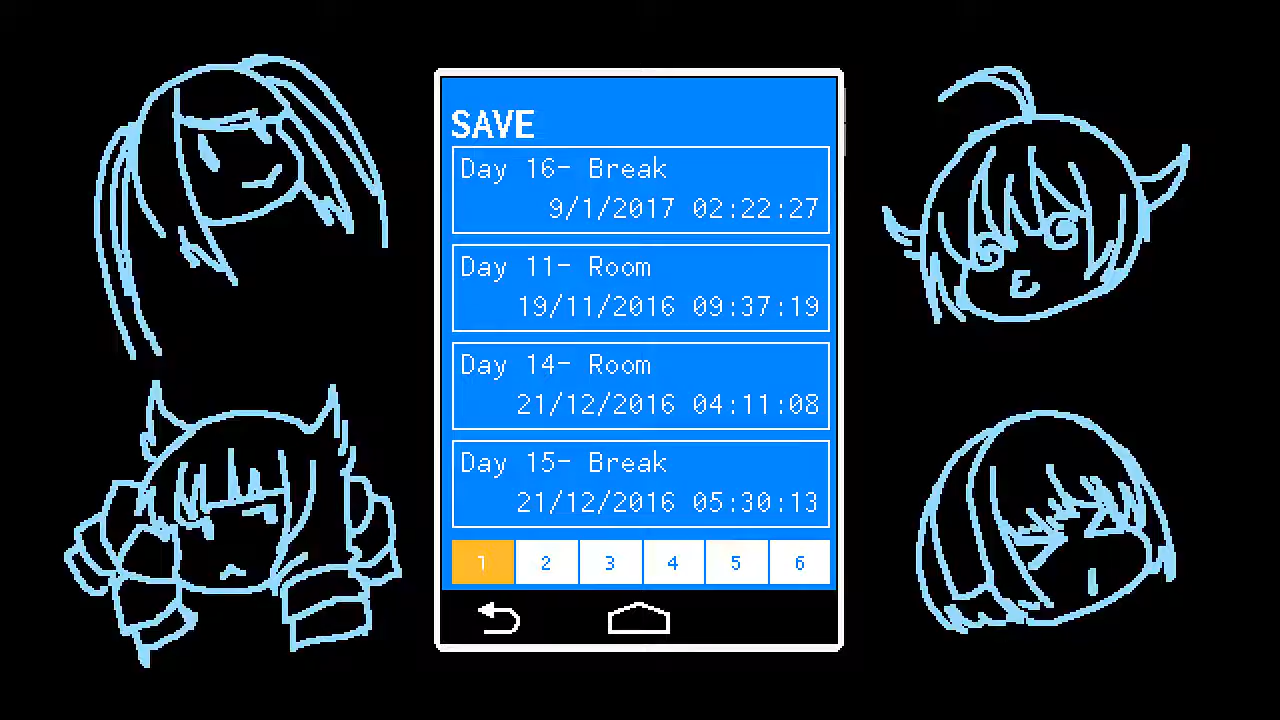 SAVE
Day 16- Break
9/1/2017 02:22:27
Day 11- Room
19/11/2016 09:37:19
Day 14- Room
21/12/2016 04:11:08
Day 15- Break
21/12/2016 05:30:13
1 2 3 4 5 6